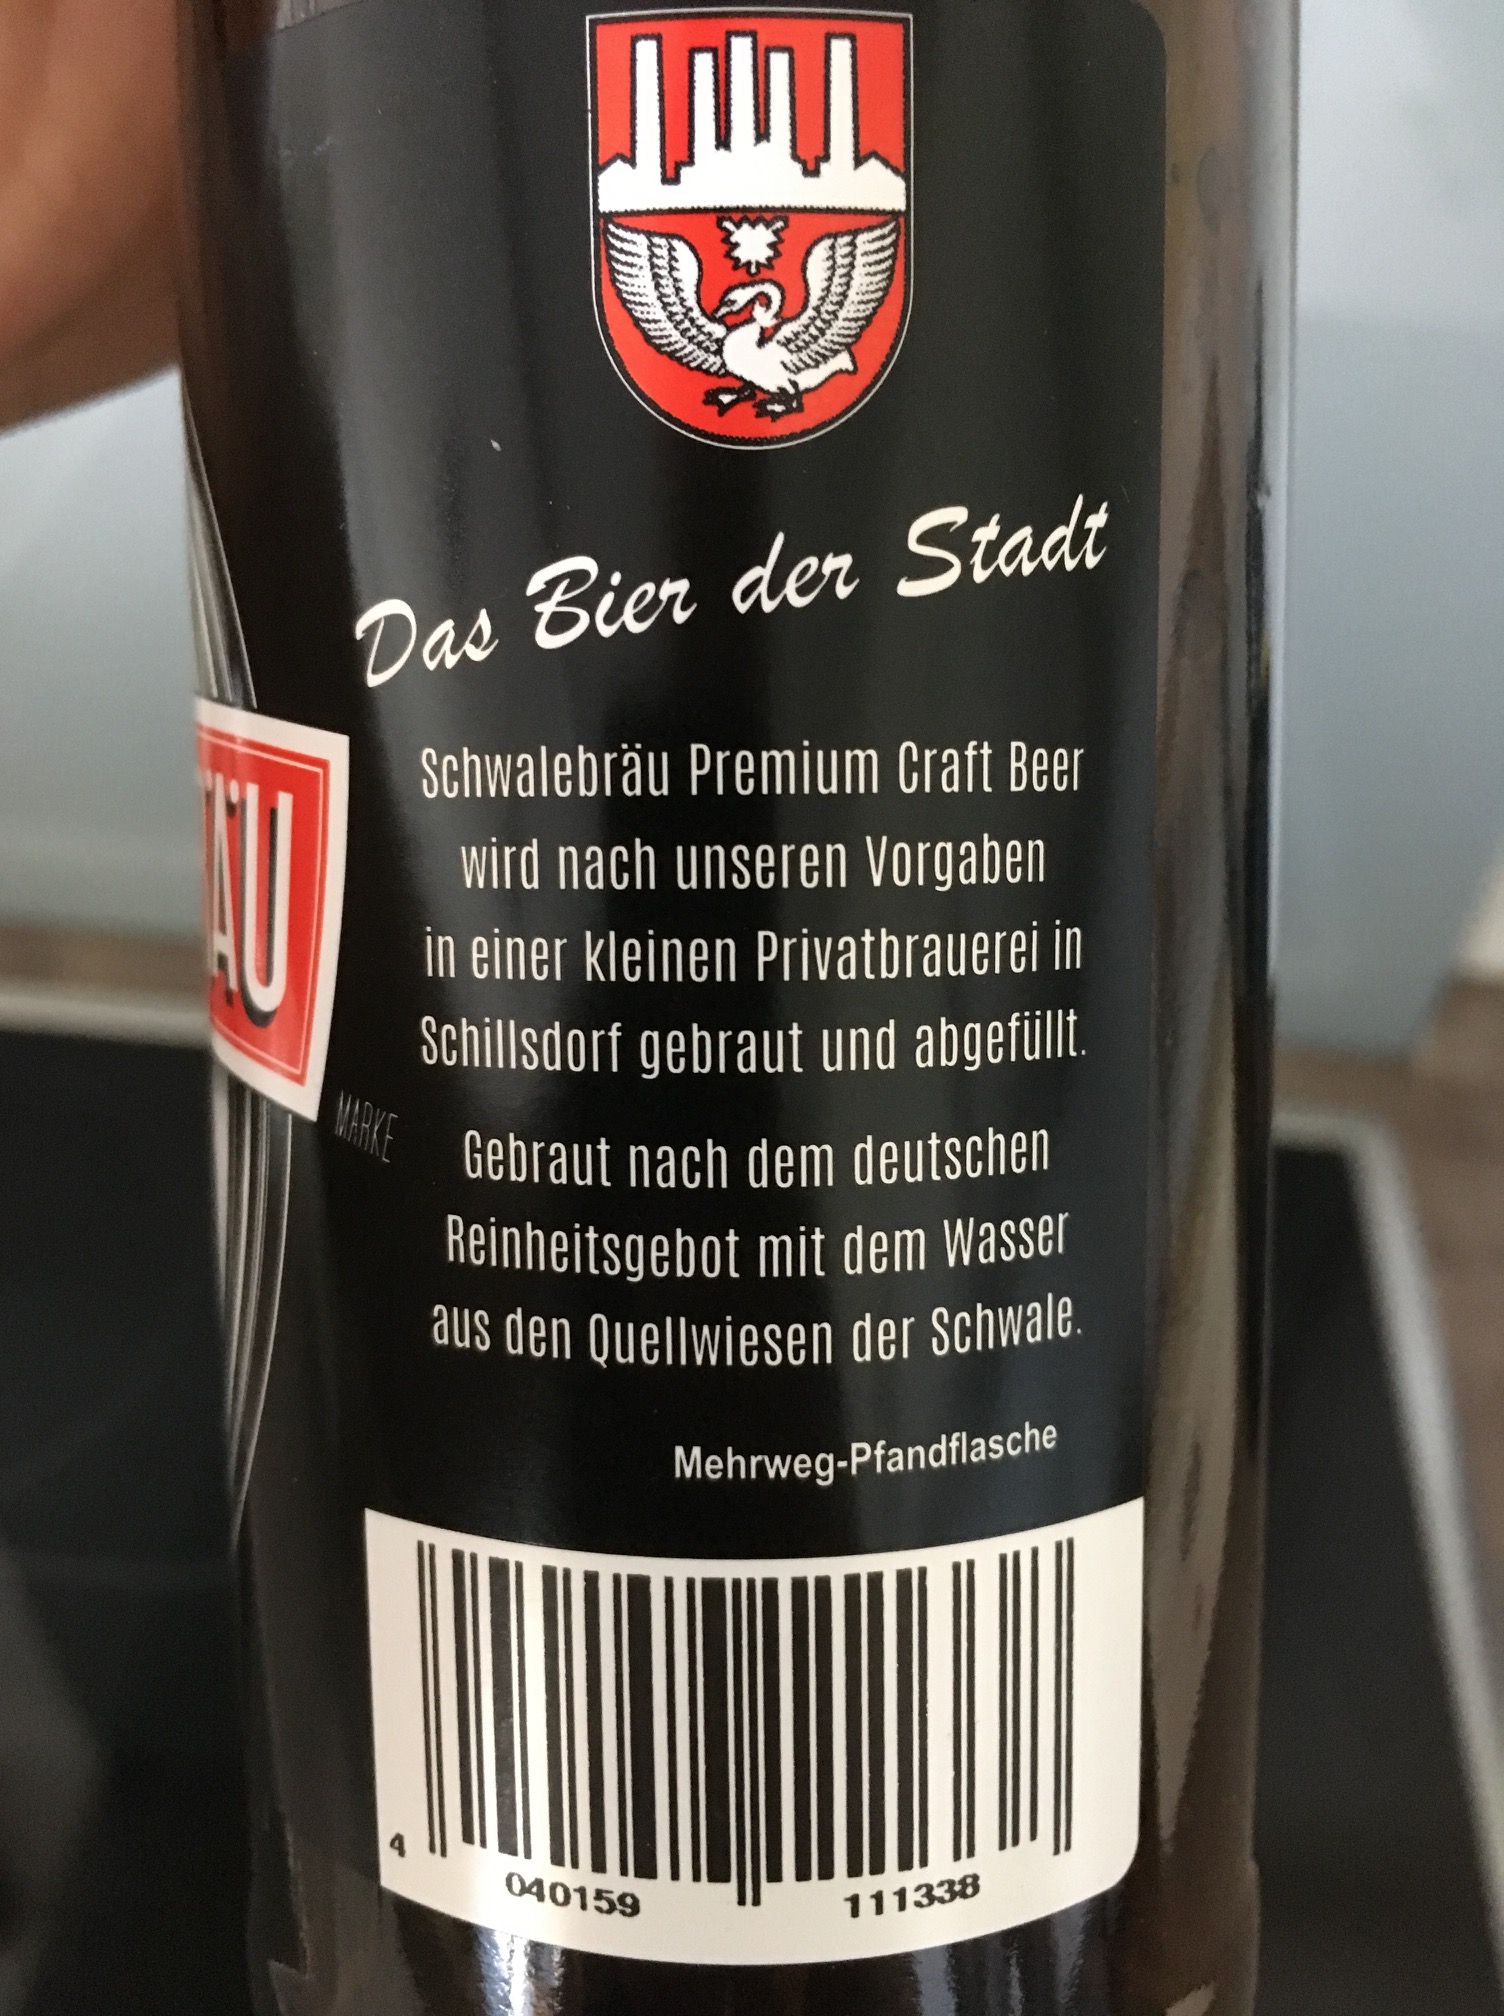 Das Bier der Stadt
Schwalebräu Premium Craft Beer
wird nach unseren Vorgaben
in einer kleinen Privatbrauerei in
Schillsdorf gebraut und abgefüllt.
Gebraut nach dem deutschen
Reinheitsgebot mit dem Wasser
aus den Quellwiesen der Schwale.
Mehrweg-Pfandflasche
ÄU
MARKE
4 040159 111338